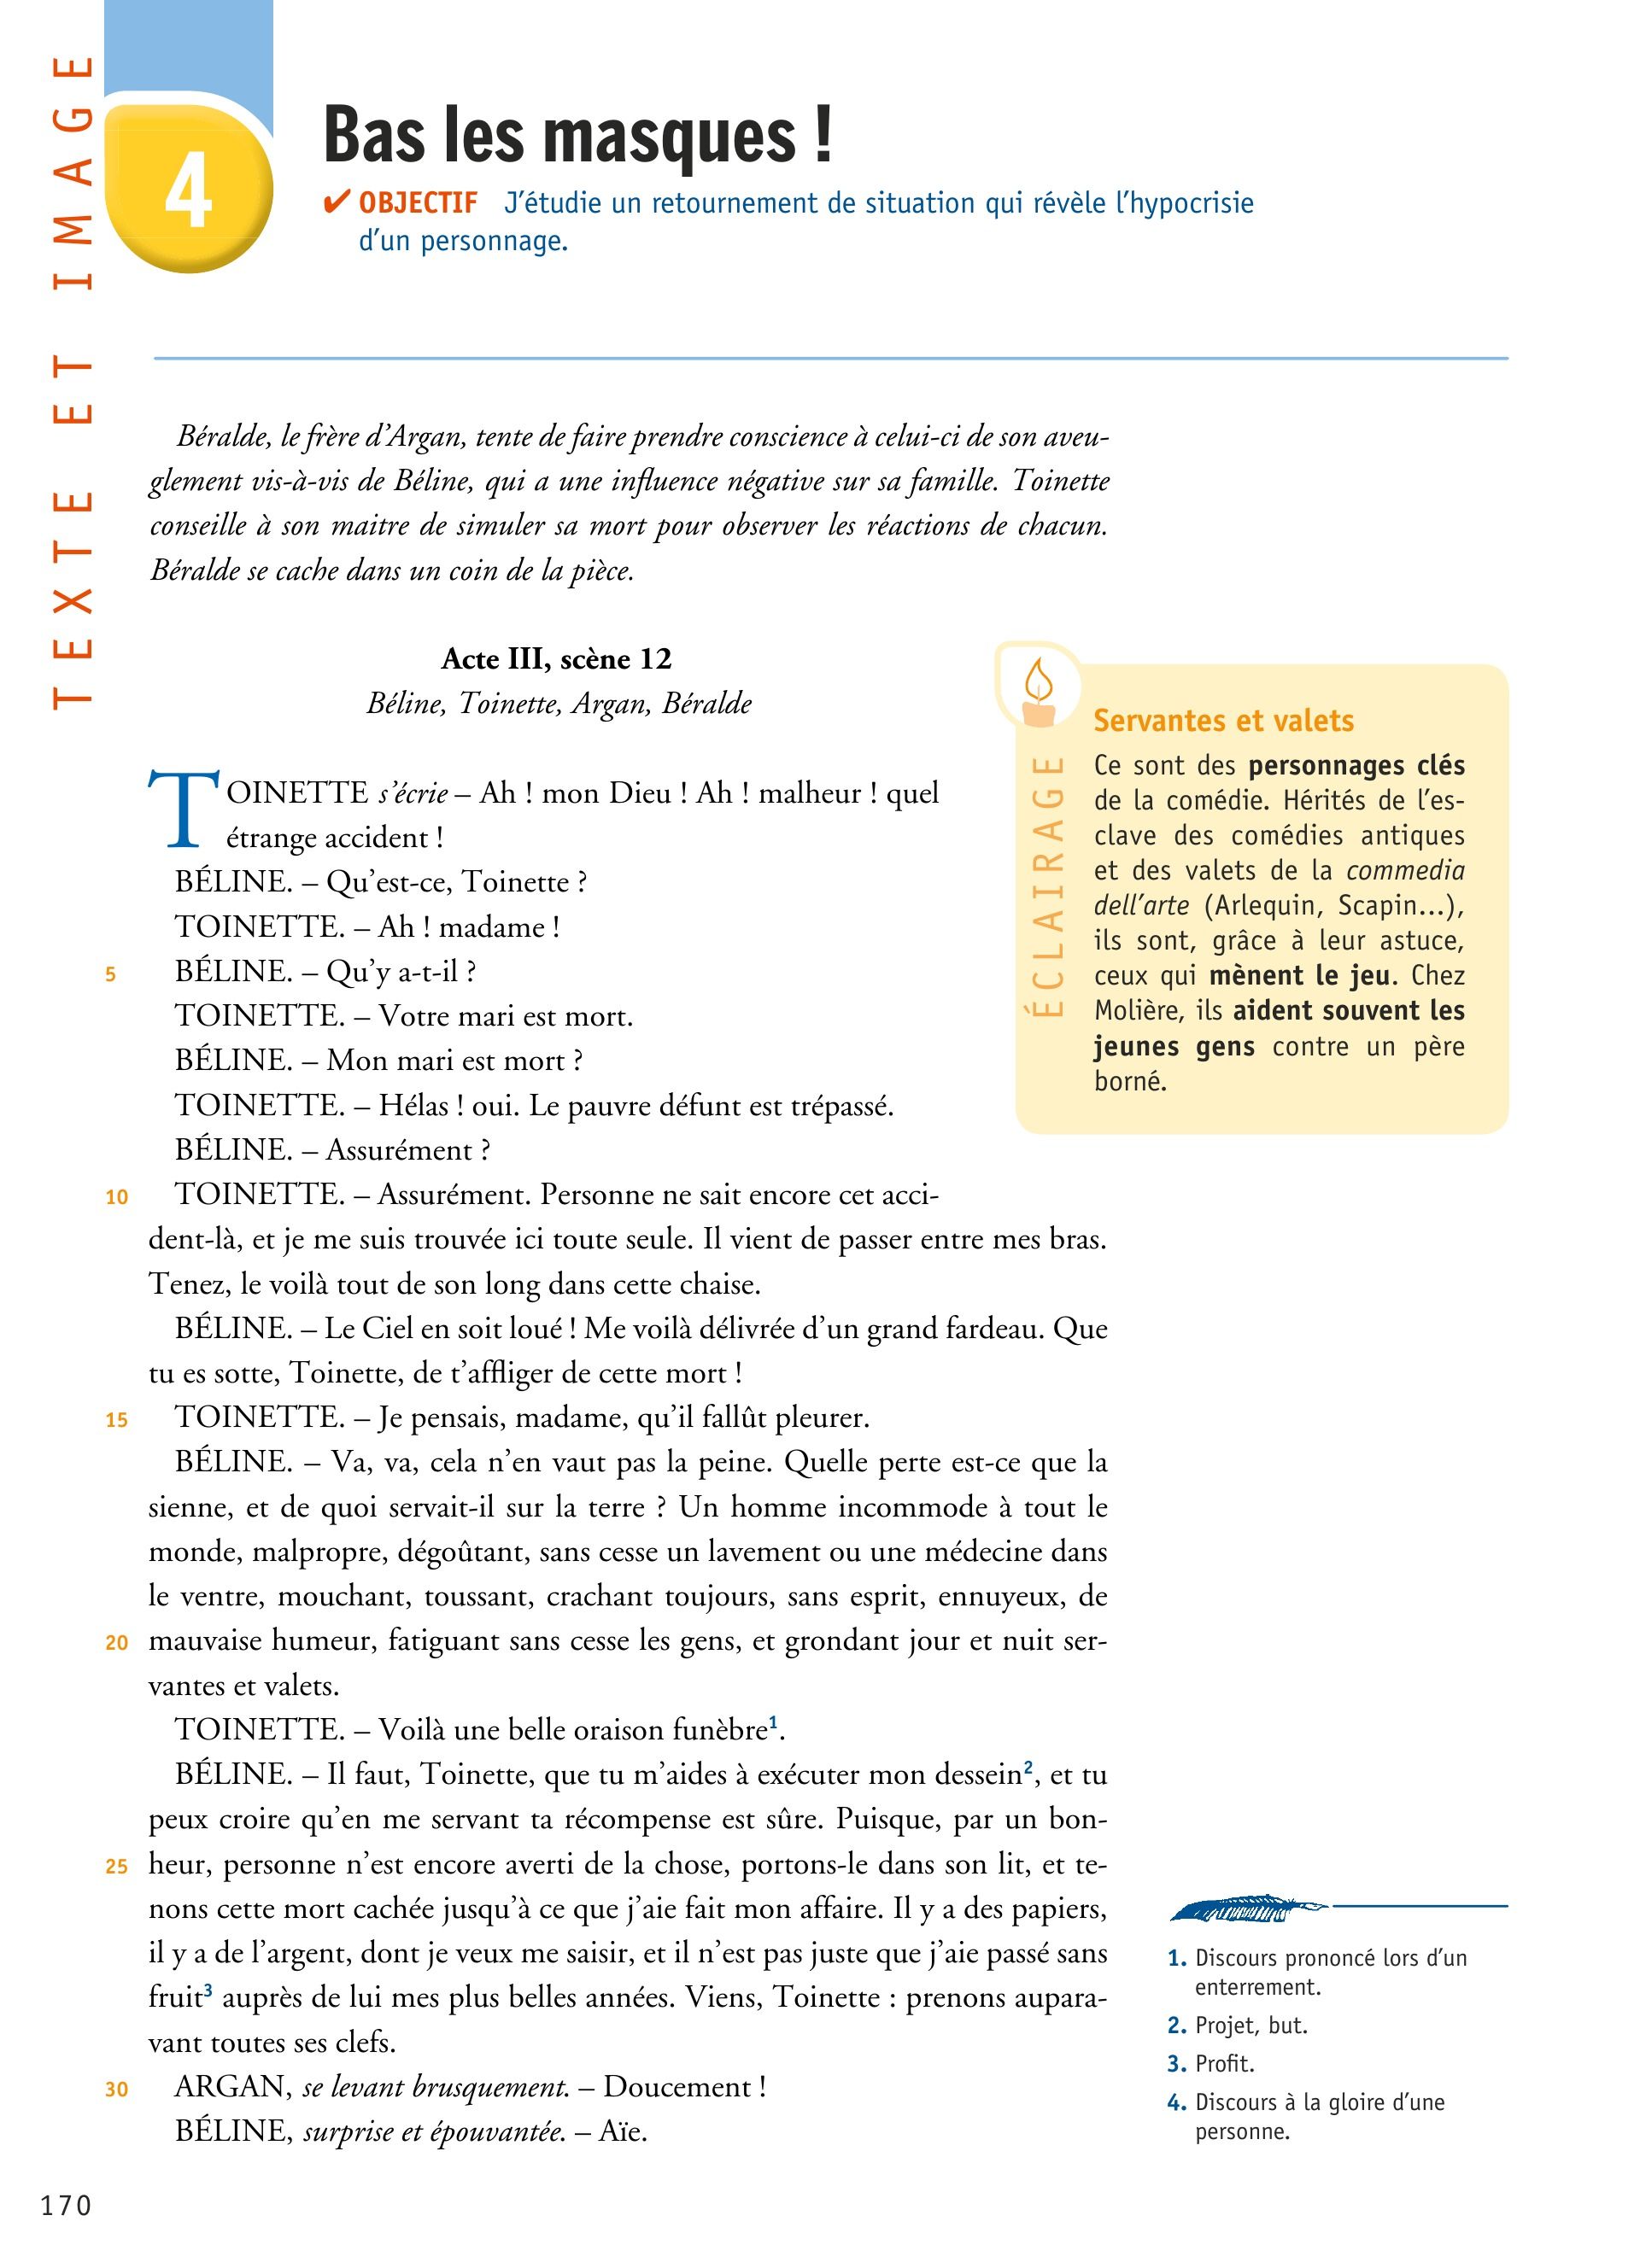 TEXTE ET IMAGE
4
Bas les masques !
✔ OBJECTIF J’étudie un retournement de situation qui révèle l’hypocrisie
d’un personnage.
Béralde, le frère d’Argan, tente de faire prendre conscience à celui-ci de son aveu-
glement vis-à-vis de Béline, qui a une influence négative sur sa famille. Toinette
conseille à son maitre de simuler sa mort pour observer les réactions de chacun.
Béralde se cache dans un coin de la pièce.
Acte III, scène 12
Béline, Toinette, Argan, Béralde
TOINETTE s’écrie – Ah ! mon Dieu ! Ah ! malheur ! quel
étrange accident !
BÉLINE. – Qu’est-ce, Toinette ?
TOINETTE. – Ah ! madame !
5 BÉLINE. – Qu’y a-t-il ?
TOINETTE. – Votre mari est mort.
BÉLINE. – Mon mari est mort ?
TOINETTE. – Hélas ! oui. Le pauvre défunt est trépassé.
BÉLINE. – Assurément ?
10 TOINETTE. – Assurément. Personne ne sait encore cet acci-
dent-là, et je me suis trouvée ici toute seule. Il vient de passer entre mes bras.
Tenez, le voilà tout de son long dans cette chaise.
BÉLINE. – Le Ciel en soit loué ! Me voilà délivrée d’un grand fardeau. Que
tu es sotte, Toinette, de t’affliger de cette mort !
15 TOINETTE. – Je pensais, madame, qu’il fallût pleurer.
BÉLINE. – Va, va, cela n’en vaut pas la peine. Quelle perte est-ce que la
sienne, et de quoi servait-il sur la terre ? Un homme incommode à tout le
monde, malpropre, dégoûtant, sans cesse un lavement ou une médecine dans
le ventre, mouchant, toussant, crachant toujours, sans esprit, ennuyeux, de
20 mauvaise humeur, fatiguant sans cesse les gens, et grondant jour et nuit ser-
vantes et valets.
TOINETTE. – Voilà une belle oraison funèbre1.
BÉLINE. – Il faut, Toinette, que tu m’aides à exécuter mon dessein2, et tu
peux croire qu’en me servant ta récompense est sûre. Puisque, par un bon-
25 heur, personne n’est encore averti de la chose, portons-le dans son lit, et te-
nons cette mort cachée jusqu’à ce que j’aie fait mon affaire. Il y a des papiers,
il y a de l’argent, dont je veux me saisir, et il n’est pas juste que j’aie passé sans
fruit3 auprès de lui mes plus belles années. Viens, Toinette : prenons aupara-
vant toutes ses clefs.
30 ARGAN, se levant brusquement. – Doucement !
BÉLINE, surprise et épouvantée. – Aïe.
ÉCLAIRAGE
Servantes et valets
Ce sont des personnages clés
de la comédie. Hérités de l’es-
clave des comédies antiques
et des valets de la commedia
dell’arte (Arlequin, Scapin…),
ils sont, grâce à leur astuce,
ceux qui mènent le jeu. Chez
Molière, ils aident souvent les
jeunes gens contre un père
borné.
1. Discours prononcé lors d’un
enterrement.
2. Projet, but.
3. Profit.
4. Discours à la gloire d’une
personne.
170